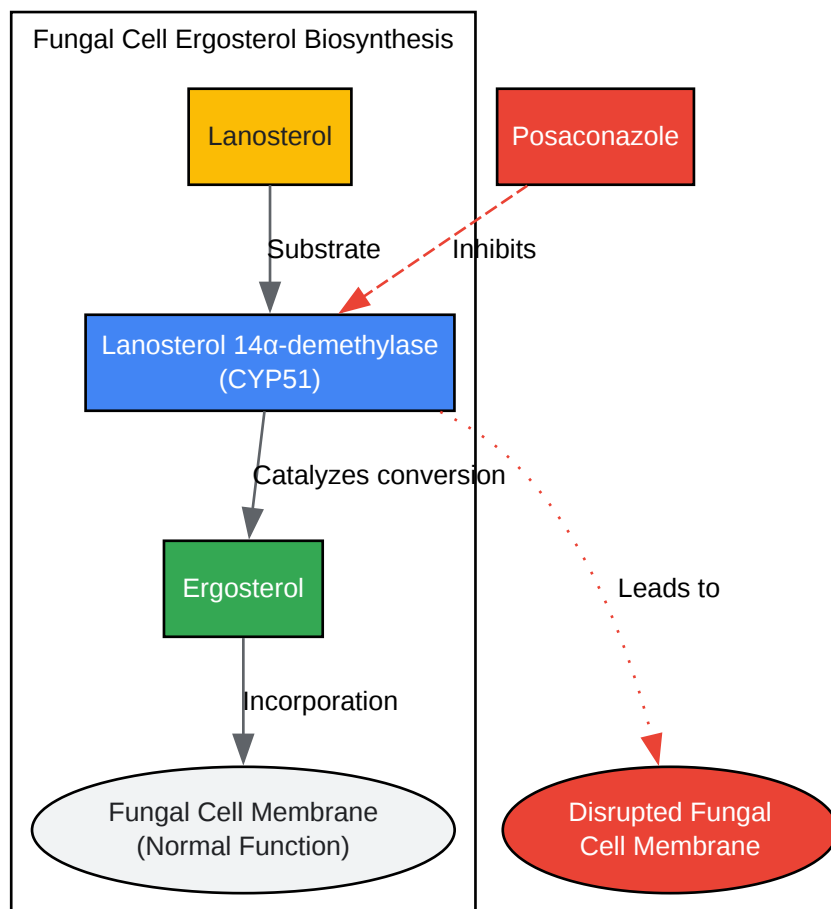 Fungal Cell Ergosterol Biosynthesis
Lanosterol
Posaconazole
Substrate
Inhibits
Lanosterol 14α-demethylase
(CYP51)
Catalyzes conversion
Ergosterol
Leads to
Incorporation
Fungal Cell Membrane
(Normal Function)
Disrupted Fungal
Cell Membrane